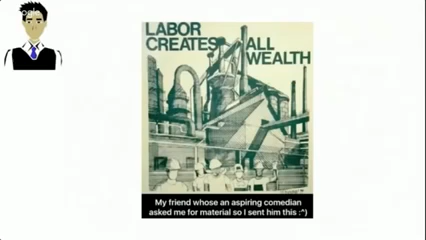 LABOR
CREATES ALL
WEALTH
My friend whose an aspiring comedian
asked me for material so I sent him this :^)